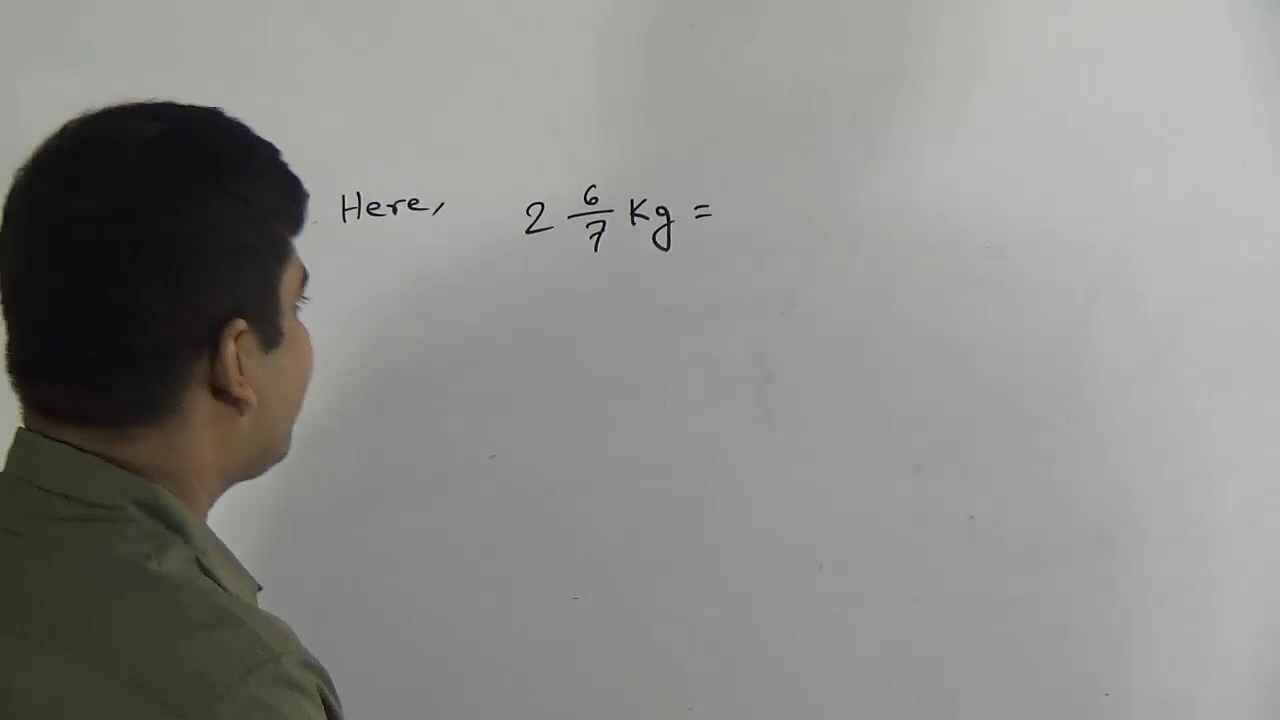 Here, 2 6/7 Kg =